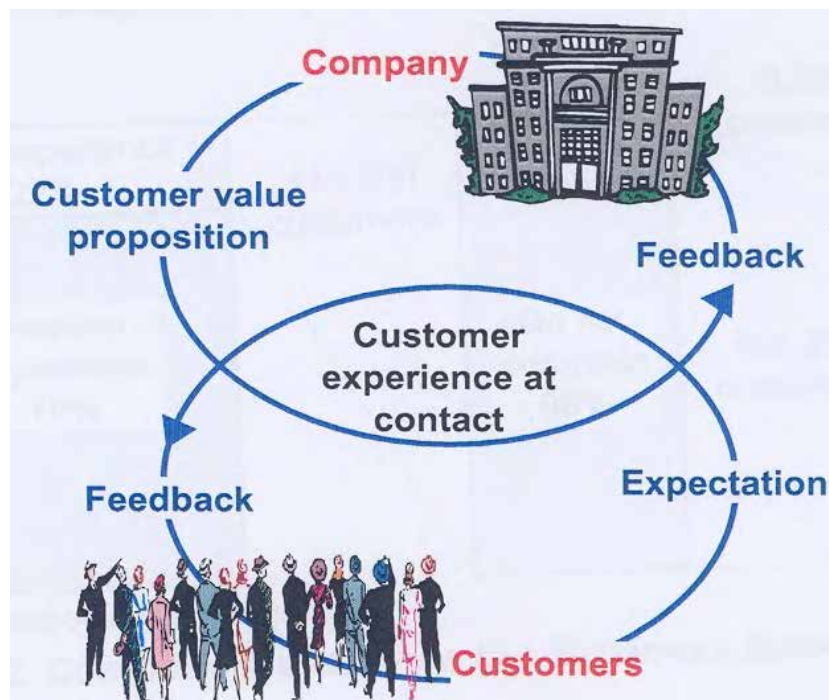 Company
Customer value
proposition
Feedback
Customer
experience at
contact
Feedback
Expectation
Customers